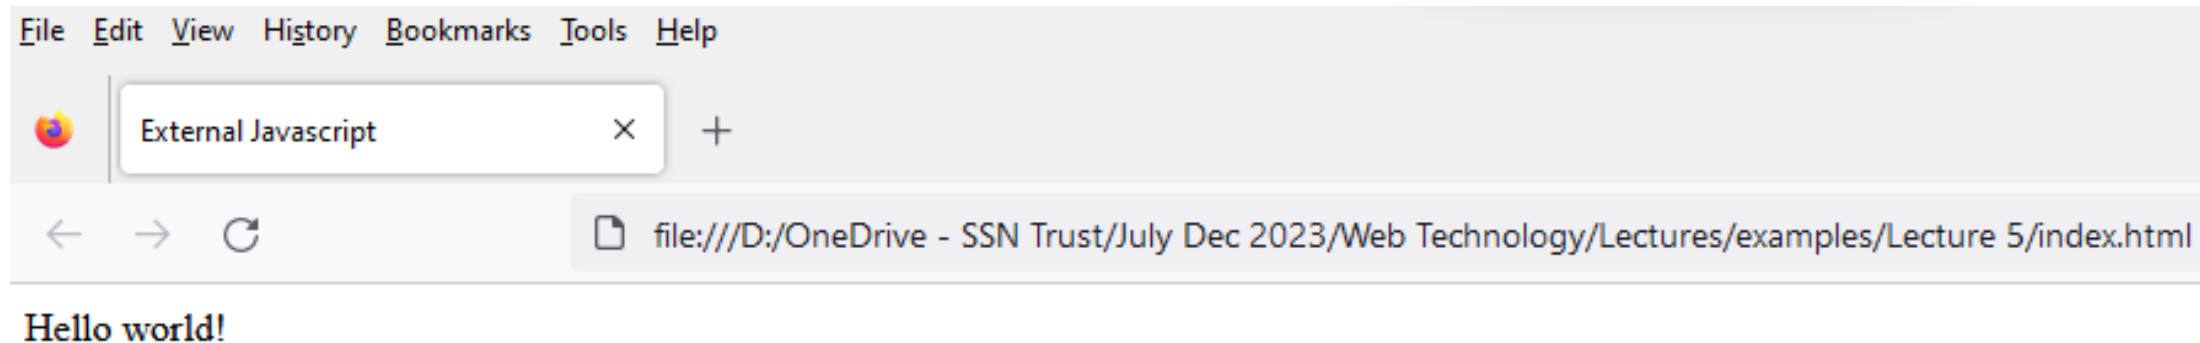 File Edit View History Bookmarks Tools Help
External Javascript
file:///D:/OneDrive - SSN Trust/July Dec 2023/Web Technology/Lectures/examples/Lecture 5/index.html
Hello world!